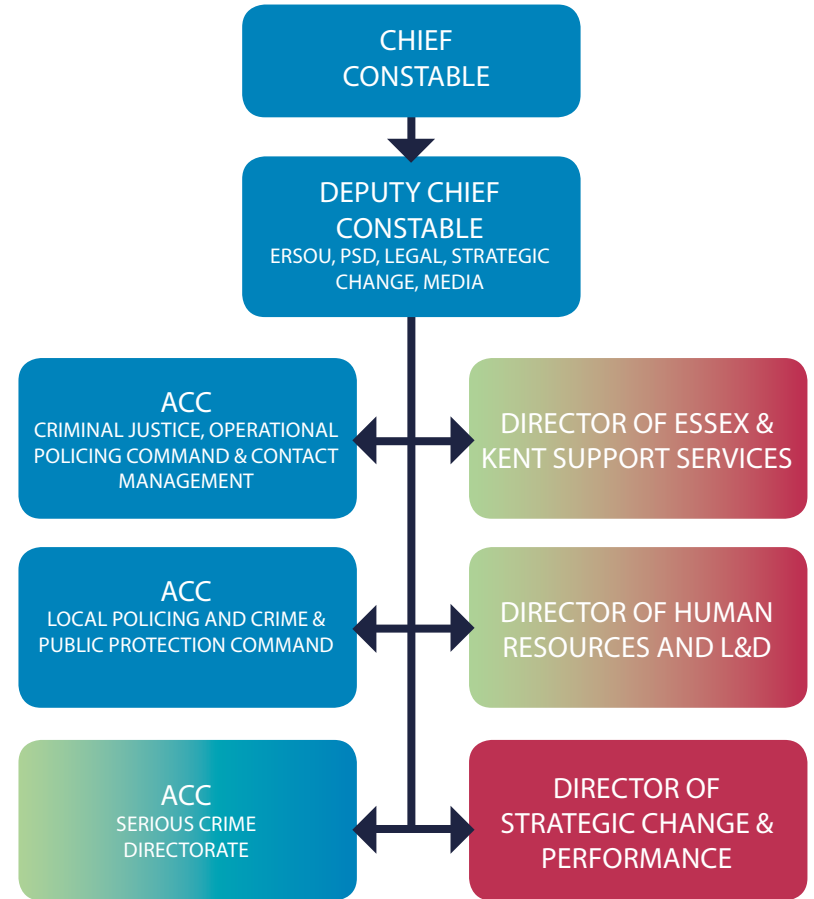 CHIEF
CONSTABLE
DEPUTY CHIEF
CONSTABLE
ERSOU, PSD, LEGAL, STRATEGIC
CHANGE, MEDIA
ACC
CRIMINAL JUSTICE, OPERATIONAL
POLICING COMMAND & CONTACT
MANAGEMENT
DIRECTOR OF ESSEX &
KENT SUPPORT SERVICES
ACC
LOCAL POLICING AND CRIME &
PUBLIC PROTECTION COMMAND
DIRECTOR OF HUMAN
RESOURCES AND L&D
ACC
SERIOUS CRIME
DIRECTORATE
DIRECTOR OF
STRATEGIC CHANGE &
PERFORMANCE